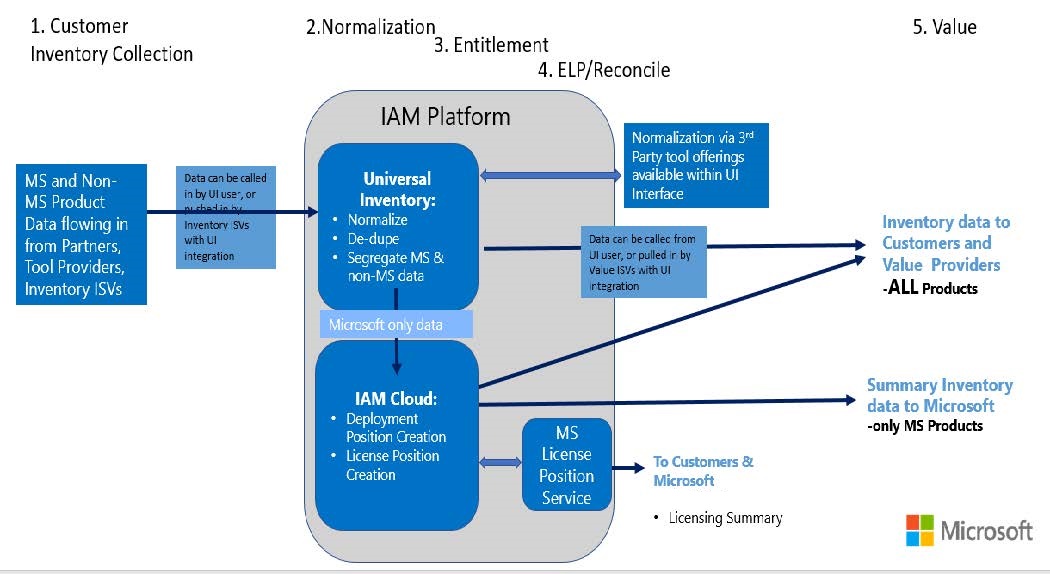 1. Customer
Inventory Collection
2.Normalization
3. Entitlement
4. ELP/Reconcile
5. Value
IAM Platform
MS and Non-
MS Product
Data flowing in
from Partners,
Tool Providers,
Inventory ISVs
Data can be called
in by UI user, or
pushed in by
Inventory ISVs
with UI
integration
Universal
Inventory:
• Normalize
• De-dupe
• Segregate MS &
non-MS data
Normalization via 3rd
Party tool offerings
available within UI
Interface
Data can be called from
UI user, or pulled in by
Value ISVs with UI
integration
Inventory data to
Customers and
Value Providers
-ALL Products
Microsoft only data
IAM Cloud:
• Deployment
Position Creation
• License Position
Creation
MS
License
Position
Service
Summary Inventory
data to Microsoft
-only MS Products
To Customers &
Microsoft
• Licensing Summary
Microsoft